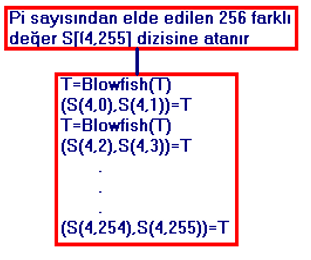 Pi sayısından elde edilen 256 farklı
değer S[(4,255] dizisine atanır
T=Blowfish(T)
(S(4,0),S(4,1))=T
T=Blowfish(T)
(S(4,2),S(4,3))=T
.
.
.
(S(4,254),S(4,255))=T